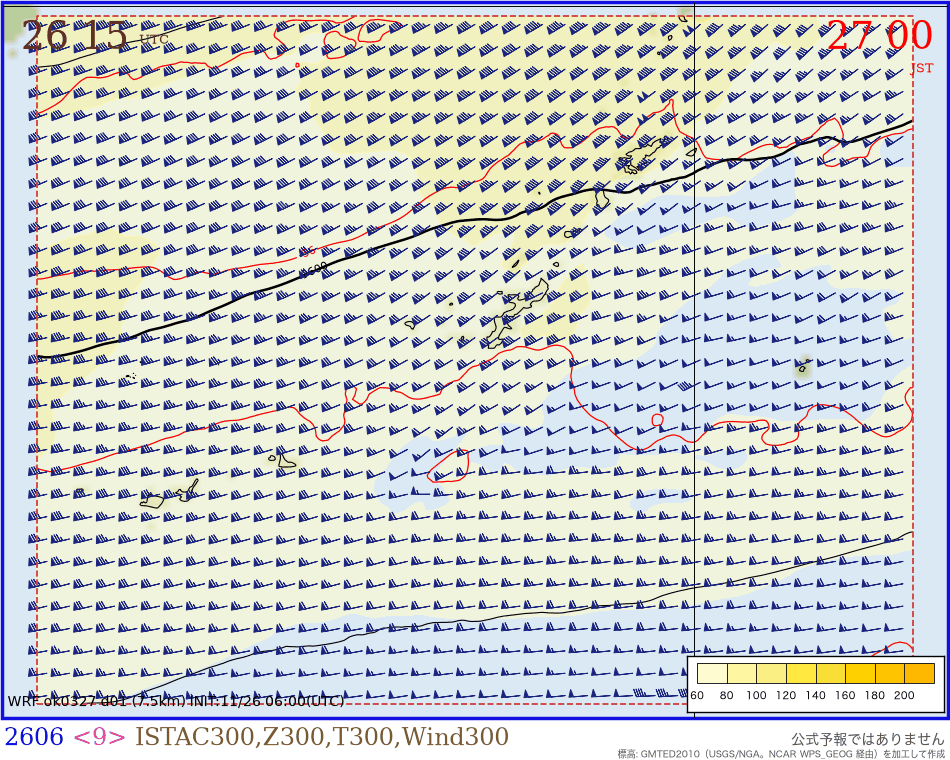 26 15 UTC
27 00
JST
9600
WRF ok0327 d01 (7.5km) INIT:11/26 06:00(UTC)
60 80 100 120 140 160 180 200
2606 <9> ISTAC300,Z300,T300,Wind300
公式予報ではありません
標高: GMTED2010（USGS/NGA。NCAR WPS_GEOG 経由）を加工して作成